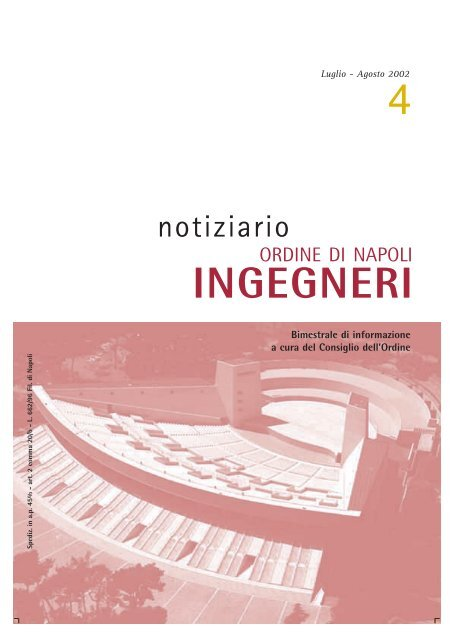 Luglio - Agosto 2002
4
notiziario
ORDINE DI NAPOLI
INGEGNERI
Bimestrale di informazione
a cura del Consiglio dell'Ordine
Spediz. in a.p. 45% - art. 2 comma 20/b - L. 662/96 Fil. di Napoli